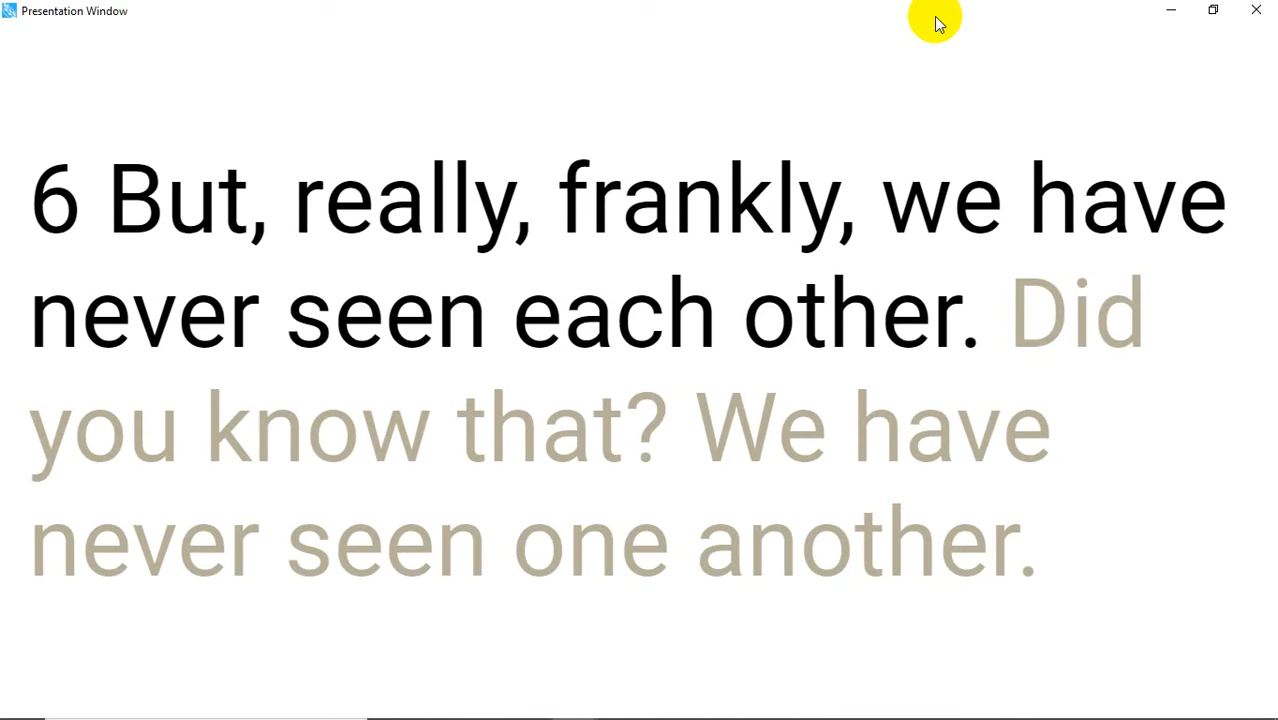 Presentation Window
6 But, really, frankly, we have
never seen each other. Did
you know that? We have
never seen one another.